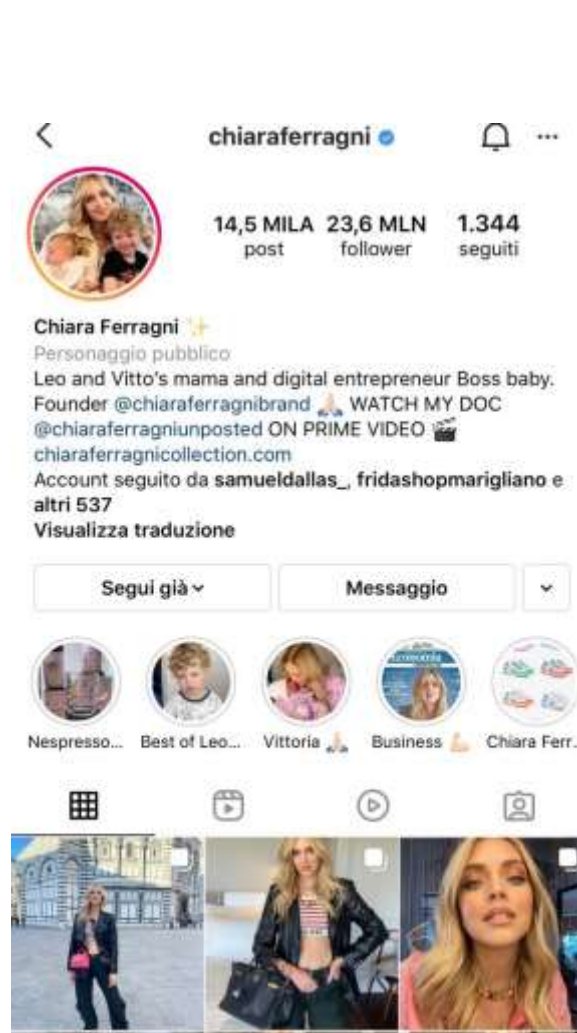 chiaraferragni
14,5 MILA 23,6 MLN 1.344
post follower seguiti
Chiara Ferragni ✨
Personaggio pubblico
Leo and Vitto's mama and digital entrepreneur Boss baby.
Founder @chiaraferragnibrand 🙏🏻 WATCH MY DOC
@chiaraferragniunposted ON PRIME VIDEO 🎬
chiaraferragnicollection.com
Account seguito da samueldallas_, fridashopmarigliano e
altri 537
Visualizza traduzione
Segui già Messaggio
Economia
Nespresso... Best of Leo... Vittoria 🙏🏻 Business 💪🏻 Chiara Ferr...